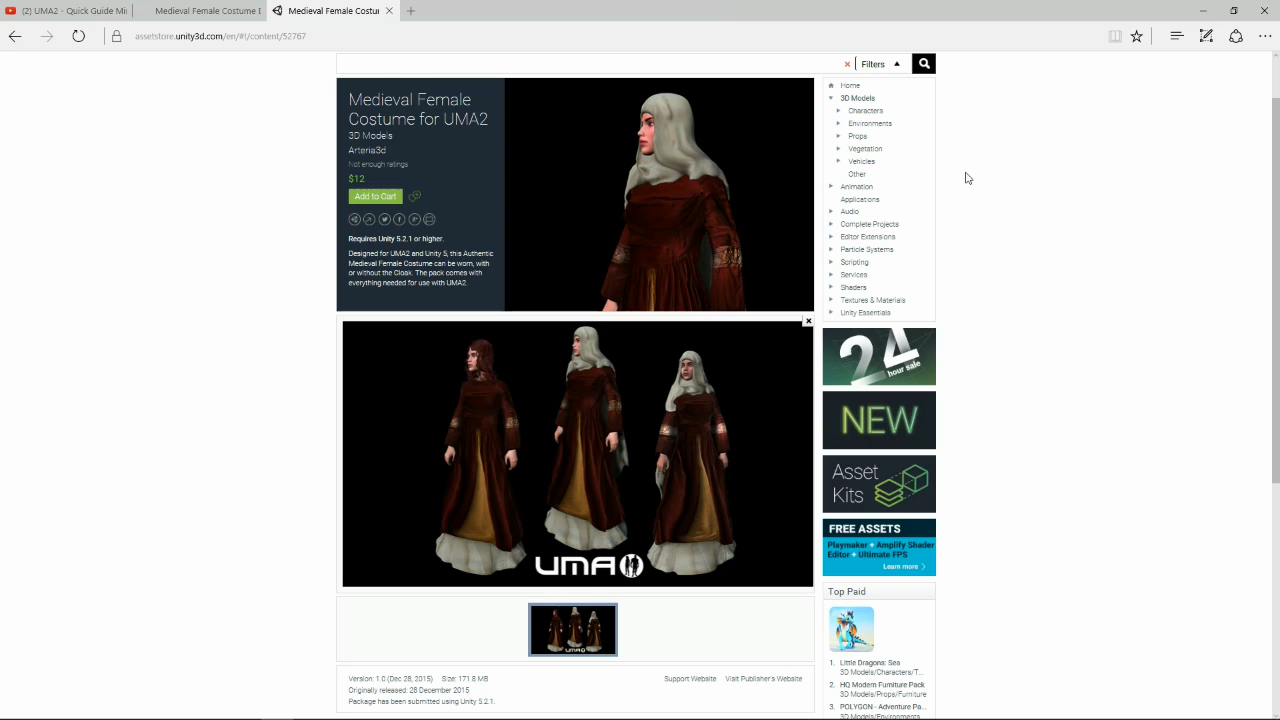 (2) UMA2 - Quick Guide Mii
Medieval Female Costume E
Medieval Female Costur
assetstore.unity3d.com/en/#!/content/52767
Filters
Medieval Female
Costume for UMA2
3D Models
Arteria3d
Not enough ratings
$12
Add to Cart
Requires Unity 5.2.1 or higher.
Designed for UMA2 and Unity 5, this Authentic
Medieval Female Costume can be worn, with
or without the Cloak. The pack comes with
everything needed for use with UMA2.
UMA
Version: 1.0 (Dec 28, 2015) Size: 171.8 MB
Support Website Visit Publisher's Website
Originally released: 28 December 2015
Package has been submitted using Unity 5.2.1.
Home
3D Models
Characters
Environments
Props
Vegetation
Vehicles
Other
Animation
Applications
Audio
Complete Projects
Editor Extensions
Particle Systems
Scripting
Services
Shaders
Textures & Materials
Unity Essentials
24
hour sale
NEW
Asset
Kits
FREE ASSETS
Playmaker + Amplify Shader
Editor + Ultimate FPS
Learn more >
Top Paid
1. Little Dragons: Sea
3D Models/Characters/T...
2. HQ Modern Furniture Pack
3D Models/Props/Furniture
3. POLYGON - Adventure Pa...
3D Models/Environments